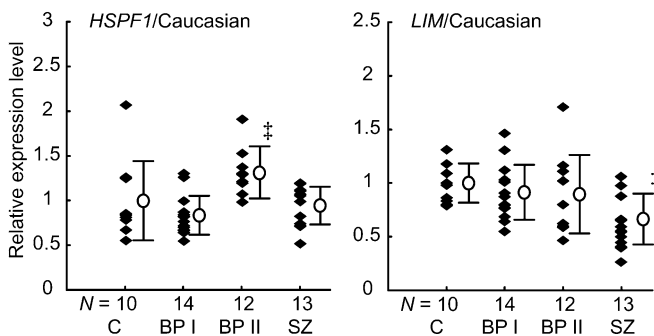 HSPF1/Caucasian
Relative expression level
3
2.5
2
1.5
1
0.5
0
‡
N = 10 14 12 13
C BP I BP II SZ
LIM/Caucasian
2.5
2
1.5
1
0.5
0
N = 10 14 12 13
C BP I BP II SZ